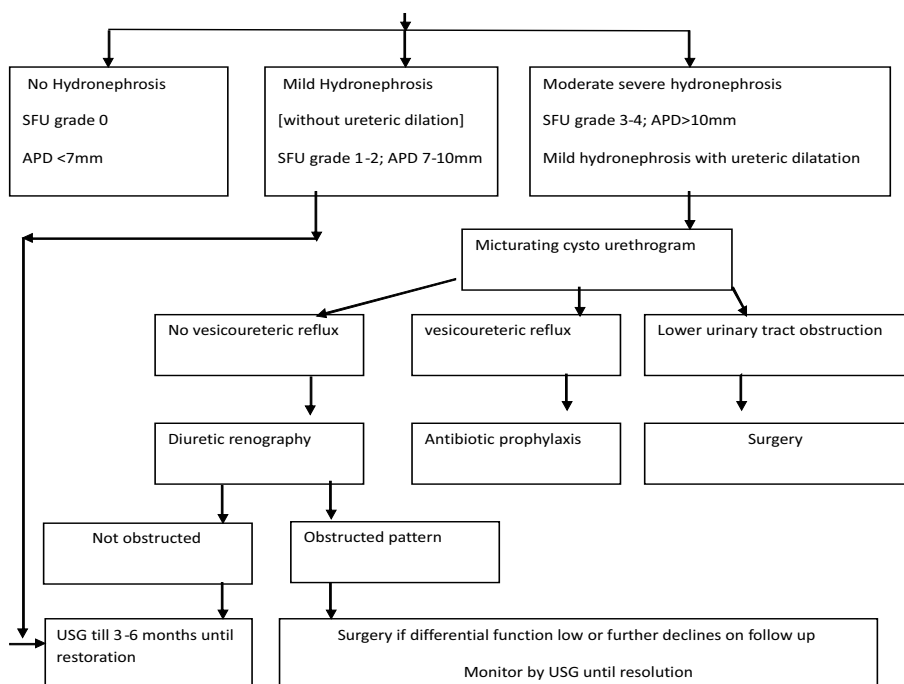 No Hydronephrosis
SFU grade 0
APD <7mm
Mild Hydronephrosis
[without ureteric dilation]
SFU grade 1-2; APD 7-10mm
Moderate severe hydronephrosis
SFU grade 3-4; APD>10mm
Mild hydronephrosis with ureteric dilatation
Micturating cysto urethrogram
No vesicoureteric reflux
vesicoureteric reflux
Lower urinary tract obstruction
Diuretic renography
Antibiotic prophylaxis
Surgery
Not obstructed
Obstructed pattern
USG till 3-6 months until
restoration
Surgery if differential function low or further declines on follow up
Monitor by USG until resolution